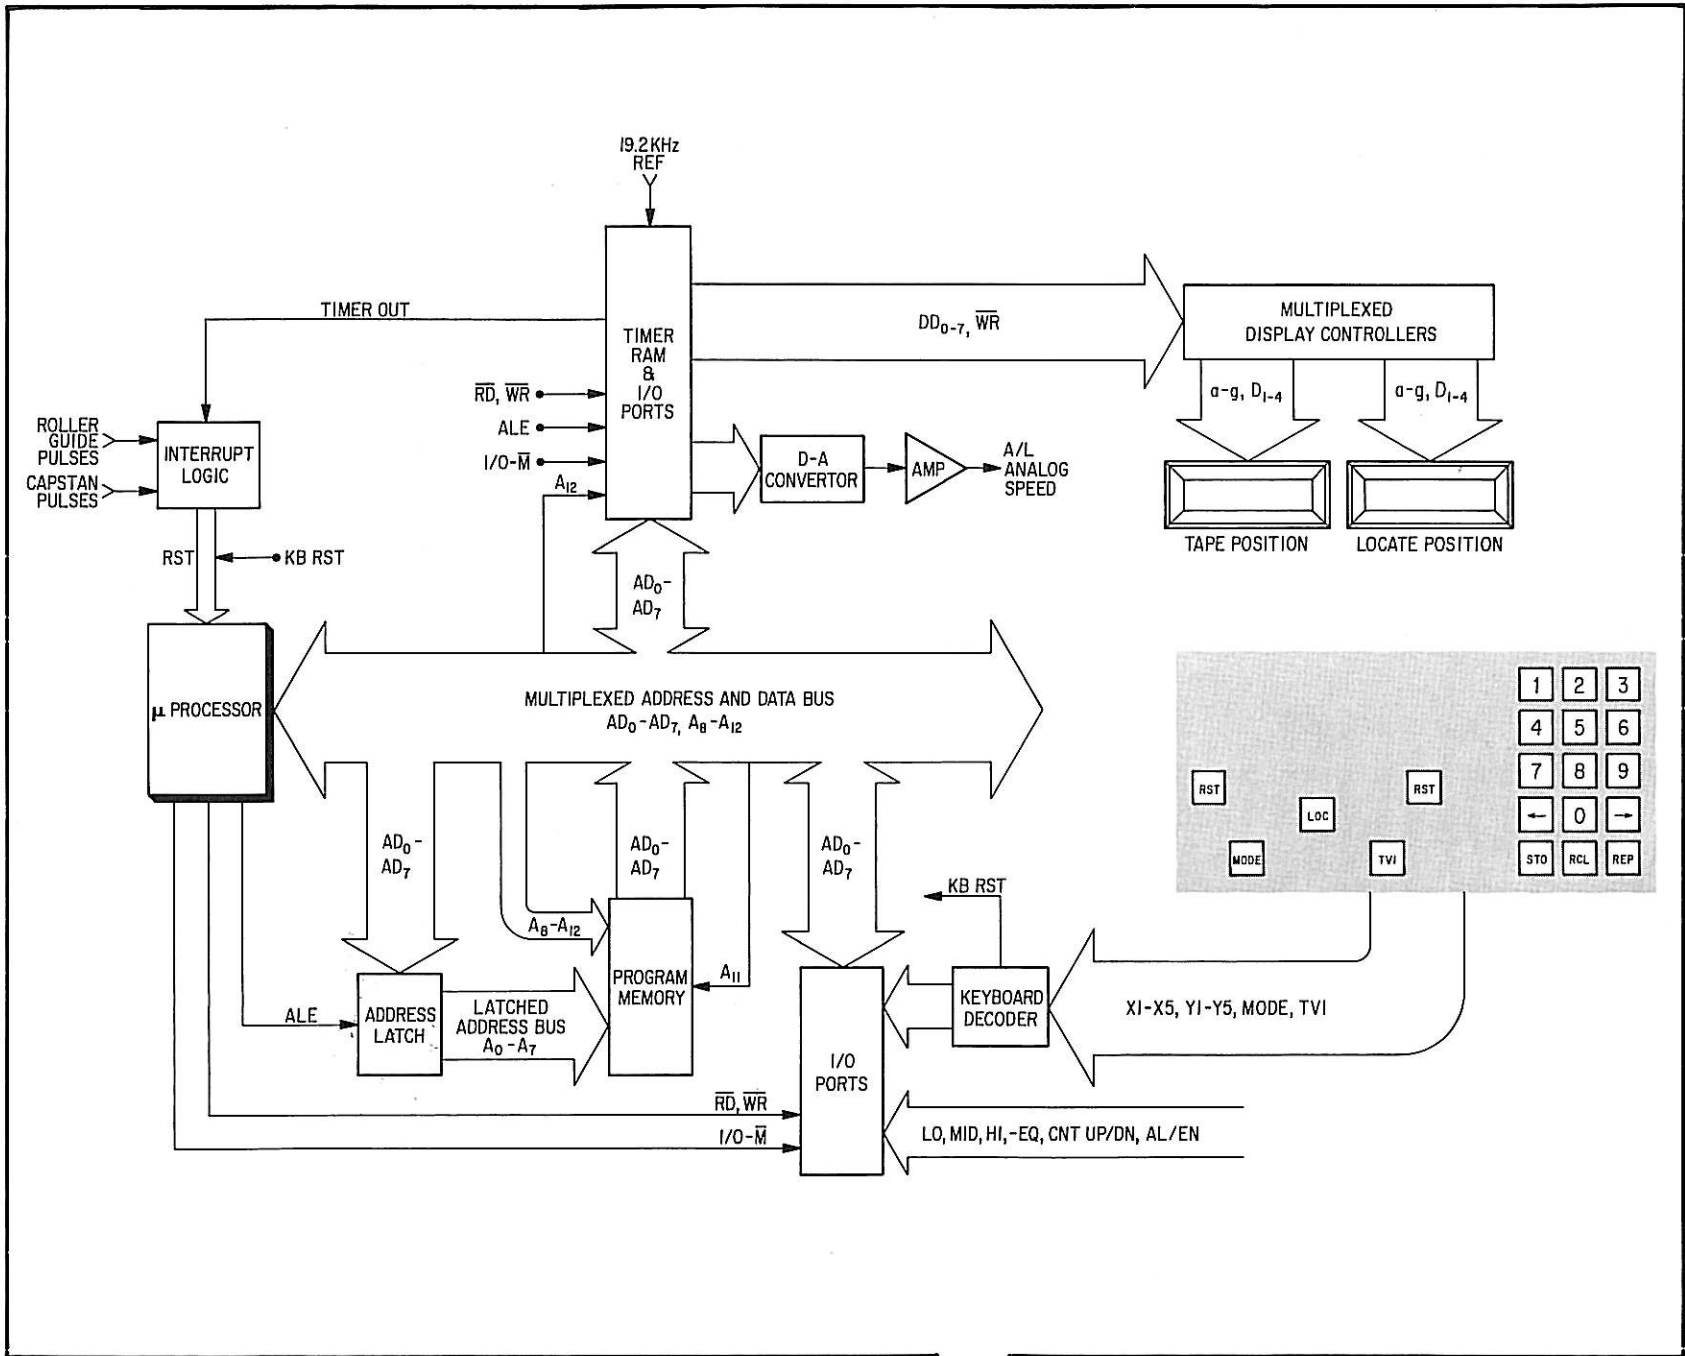 19.2KHz
REF
TIMER OUT
TIMER
RAM
&
I/O
PORTS
DD₀₋₇, W̅R̅
MULTIPLEXED
DISPLAY CONTROLLERS
a-g, D₁₋₄
a-g, D₁₋₄
R̅D̅, W̅R̅
ALE
I/O-M̅
A₁₂
ROLLER
GUIDE
PULSES
CAPSTAN
PULSES
INTERRUPT
LOGIC
D-A
CONVERTOR
AMP
A/L
ANALOG
SPEED
TAPE POSITION
LOCATE POSITION
RST
KB RST
AD₀-
AD₇
μ PROCESSOR
MULTIPLEXED ADDRESS AND DATA BUS
AD₀-AD₇, A₈-A₁₂
1 2 3
4 5 6
7 8 9
← 0 →
STO RCL REP
RST
RST
LOC
MODE
TVI
AD₀-
AD₇
AD₀-
AD₇
AD₀-
AD₇
KB RST
A₈-A₁₂
A₁₁
PROGRAM
MEMORY
ALE
ADDRESS
LATCH
LATCHED
ADDRESS BUS
A₀-A₇
KEYBOARD
DECODER
X1-X5, Y1-Y5, MODE, TVI
I/O
PORTS
R̅D̅, W̅R̅
I/O-M̅
LO, MID, HI,-EQ, CNT UP/DN, AL/EN